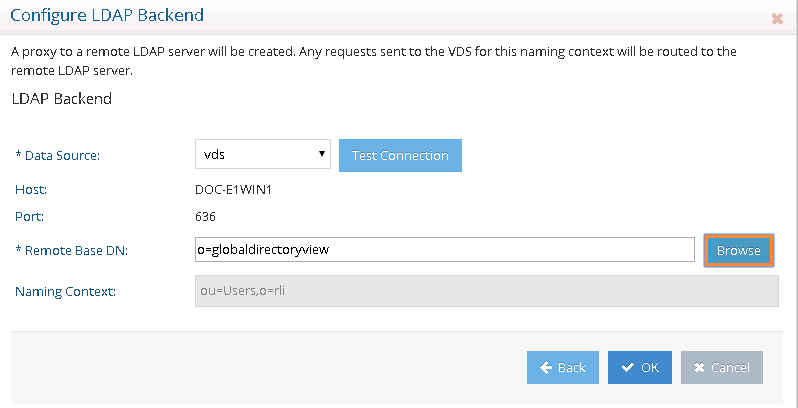 Configure LDAP Backend
A proxy to a remote LDAP server will be created. Any requests sent to the VDS for this naming context will be routed to the
remote LDAP server.
LDAP Backend
* Data Source: vds Test Connection
Host: DOC-E1WIN1
Port: 636
* Remote Base DN: o=globaldirectoryview Browse
Naming Context: ou=Users,o=rli
Back OK Cancel